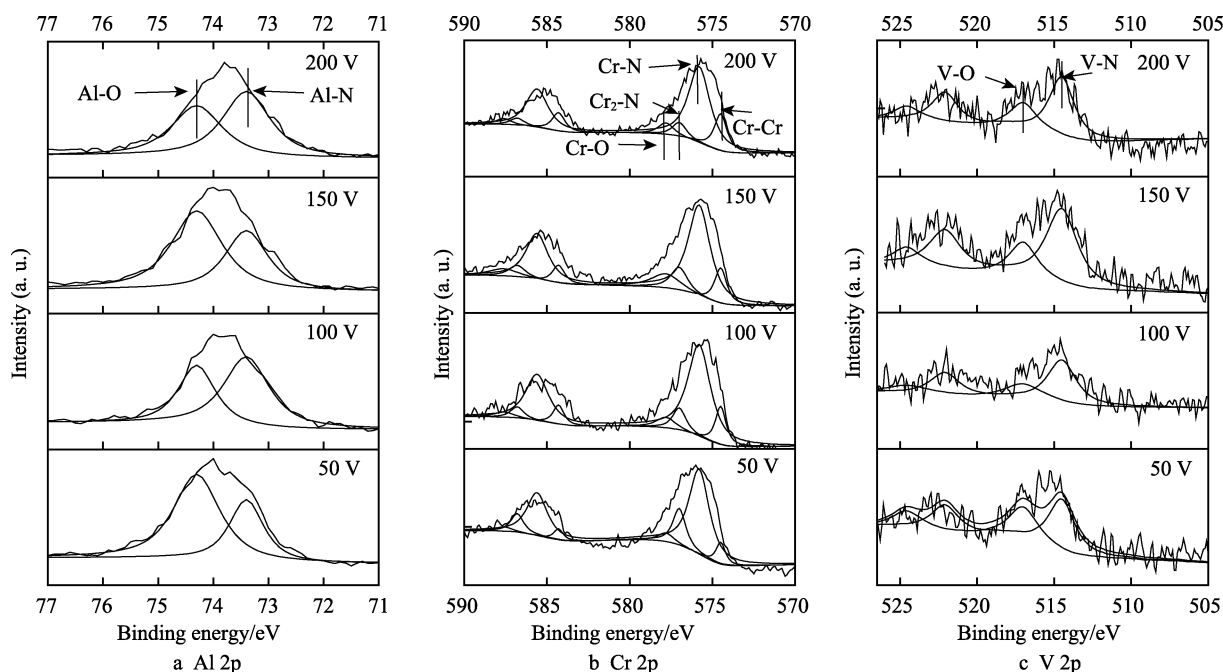 77 76 75 74 73 72 71
200 V
Al-O
Al-N
150 V
100 V
50 V
77 76 75 74 73 72 71
Intensity (a. u.)
Binding energy/eV
a Al 2p
590 585 580 575 570
200 V
Cr-N
Cr₂-N
Cr-Cr
Cr-O
150 V
100 V
50 V
590 585 580 575 570
Intensity (a. u.)
Binding energy/eV
b Cr 2p
525 520 515 510 505
V-N
V-O
200 V
150 V
100 V
50 V
525 520 515 510 505
Intensity (a. u.)
Binding energy/eV
c V 2p